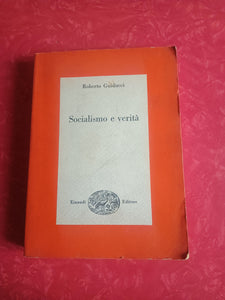 Roberto Guiducci
Socialismo e verità
Einaudi Editore